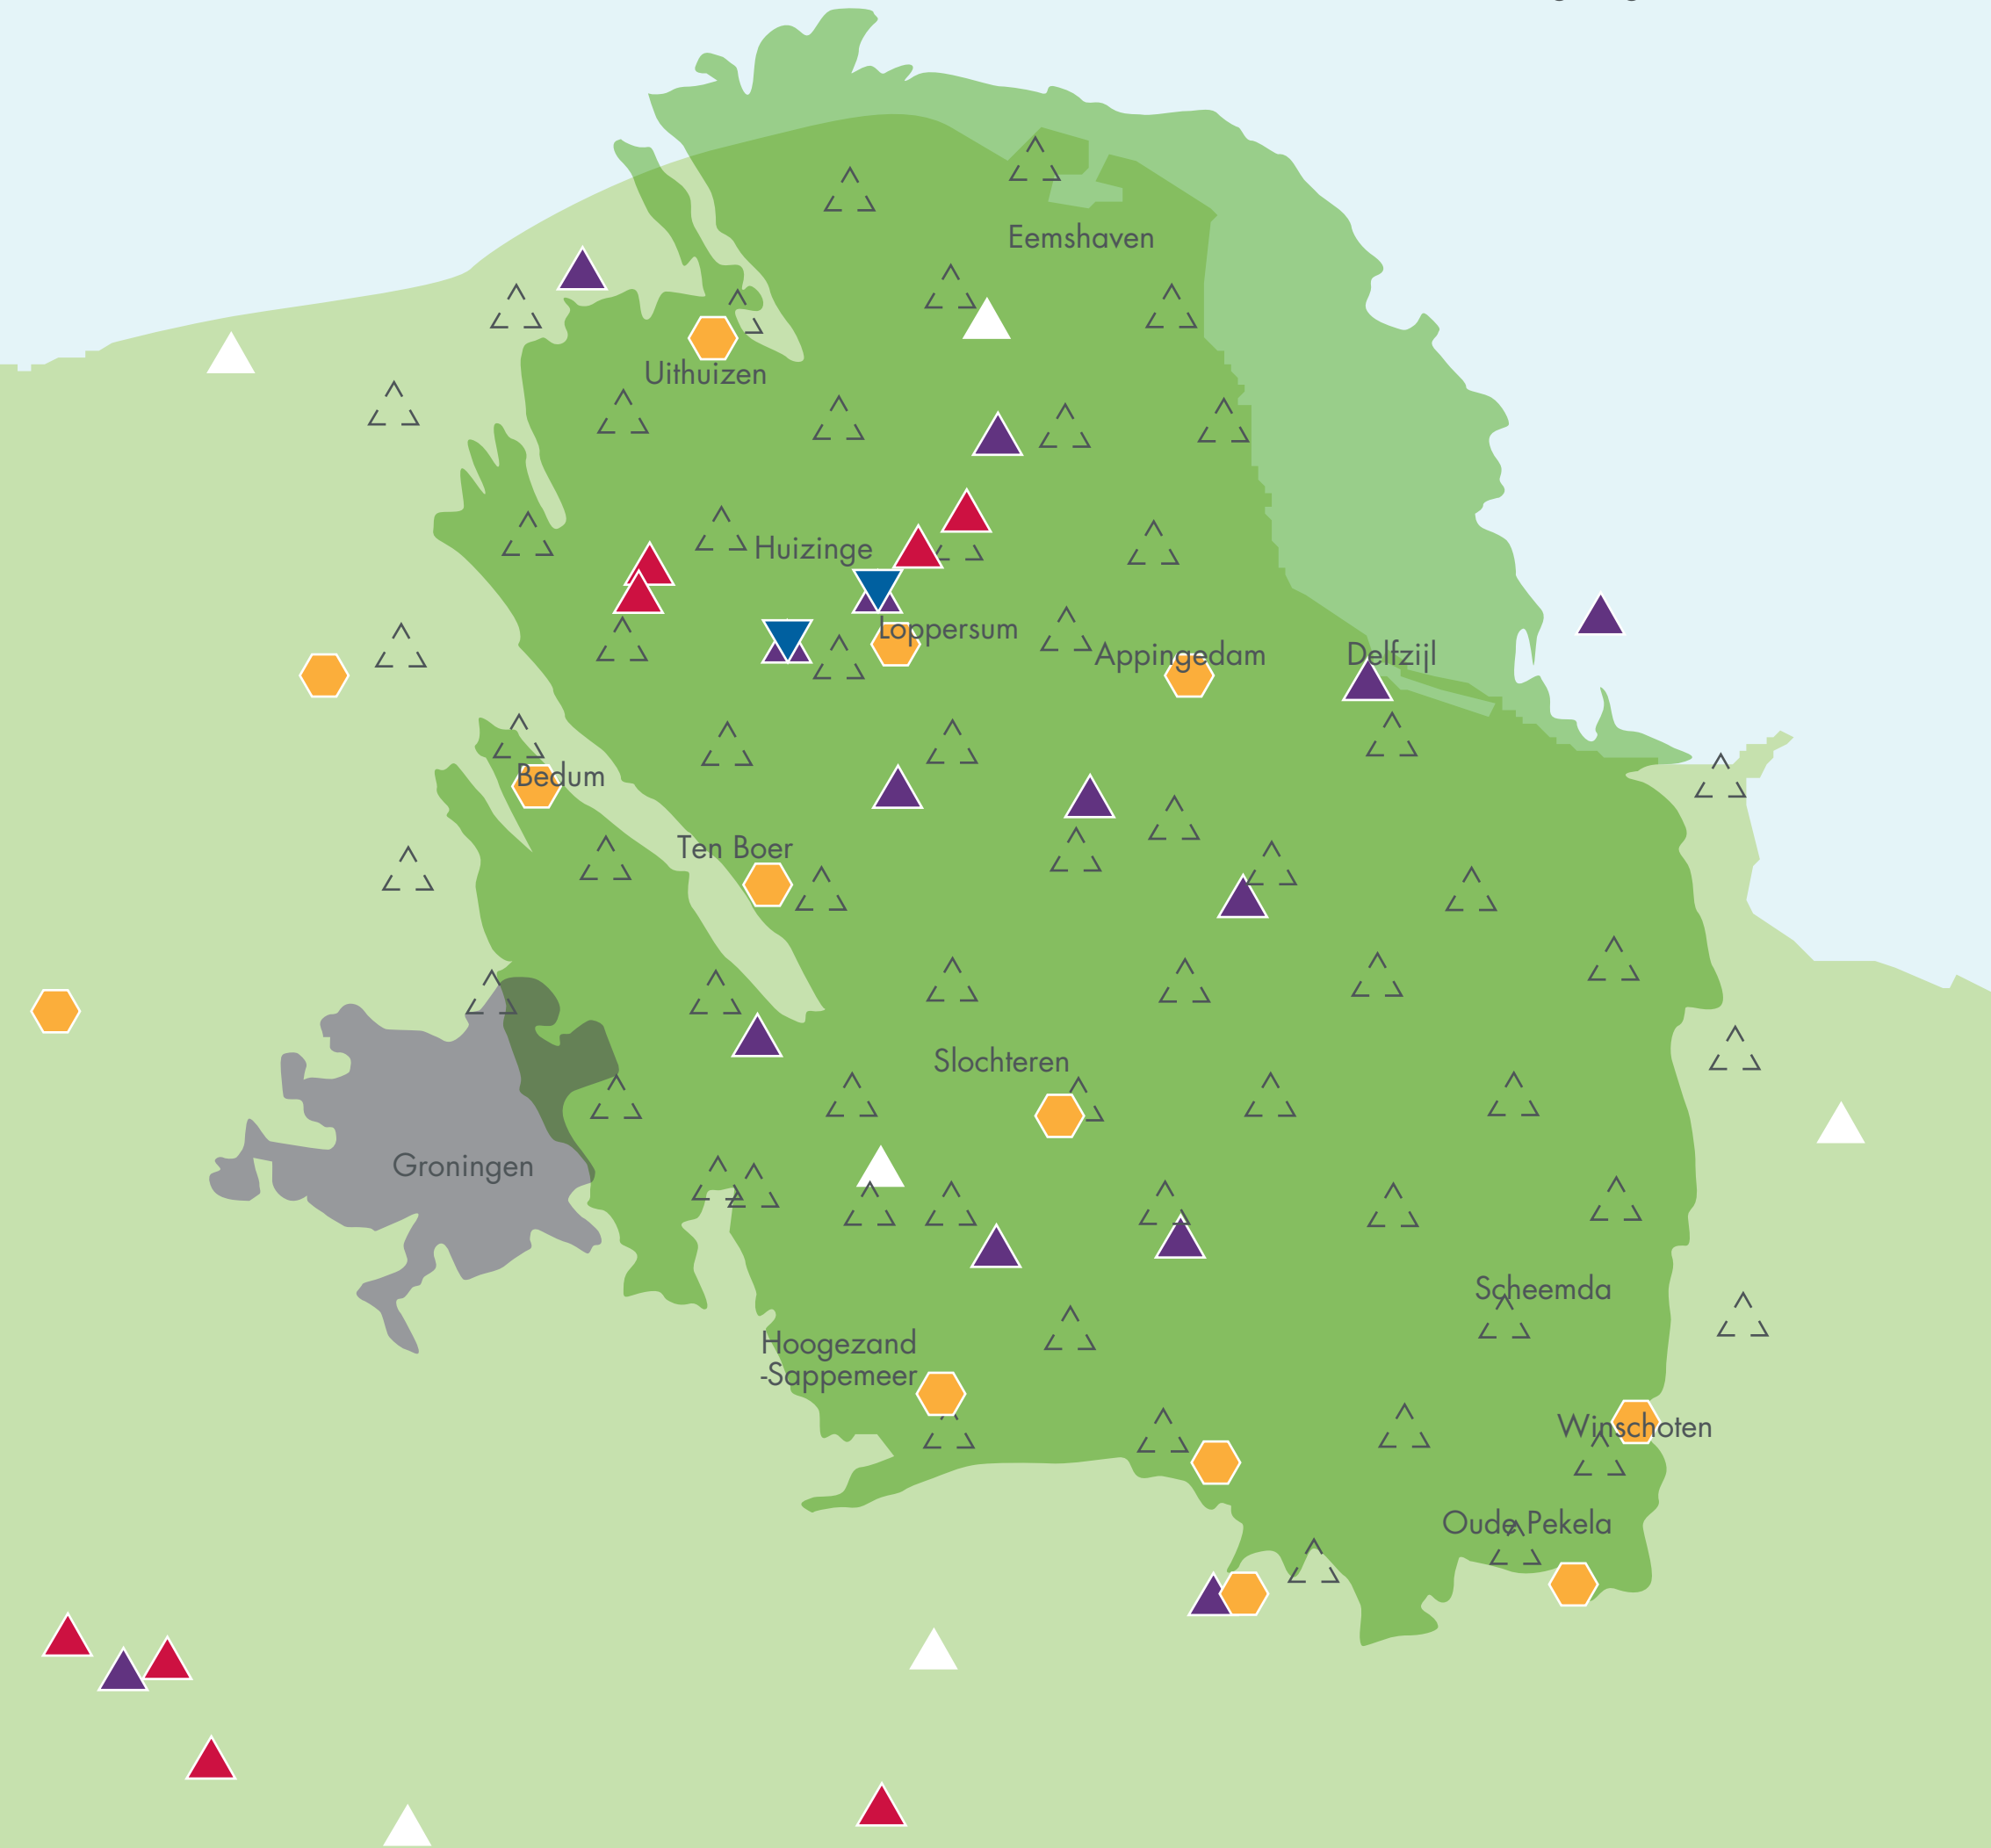 Eemshaven
Uithuizen
Huizinge
Loppersum
Appingedam
Delfzijl
Bedum
Ten Boer
Slochteren
Groningen
Scheemda
Hoogezand
-Sappemeer
Winschoten
Oude Pekela